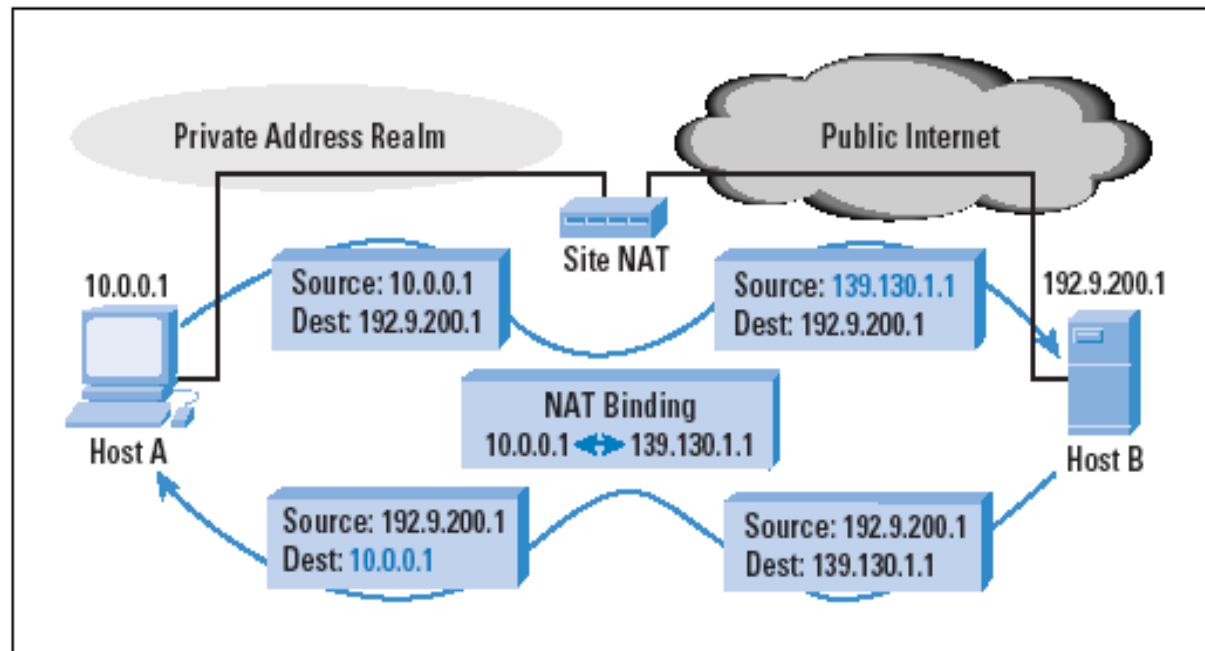 Private Address Realm
Public Internet
Site NAT
10.0.0.1
Source: 10.0.0.1
Dest: 192.9.200.1
Source: 139.130.1.1
Dest: 192.9.200.1
192.9.200.1
NAT Binding
10.0.0.1 139.130.1.1
Host A
Host B
Source: 192.9.200.1
Dest: 10.0.0.1
Source: 192.9.200.1
Dest: 139.130.1.1